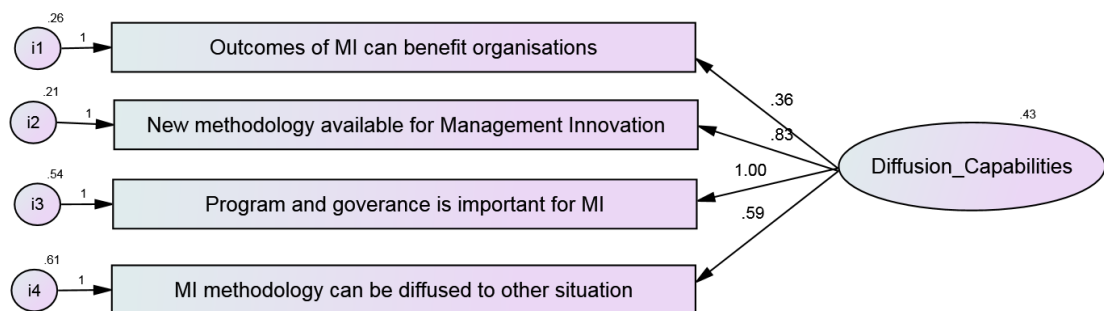 .26
i1 1 Outcomes of MI can benefit organisations
.21
i2 1 New methodology available for Management Innovation
.54
i3 1 Program and goverance is important for MI
.61
i4 1 MI methodology can be diffused to other situation
.36
.83
1.00
.59
.43
Diffusion_Capabilities